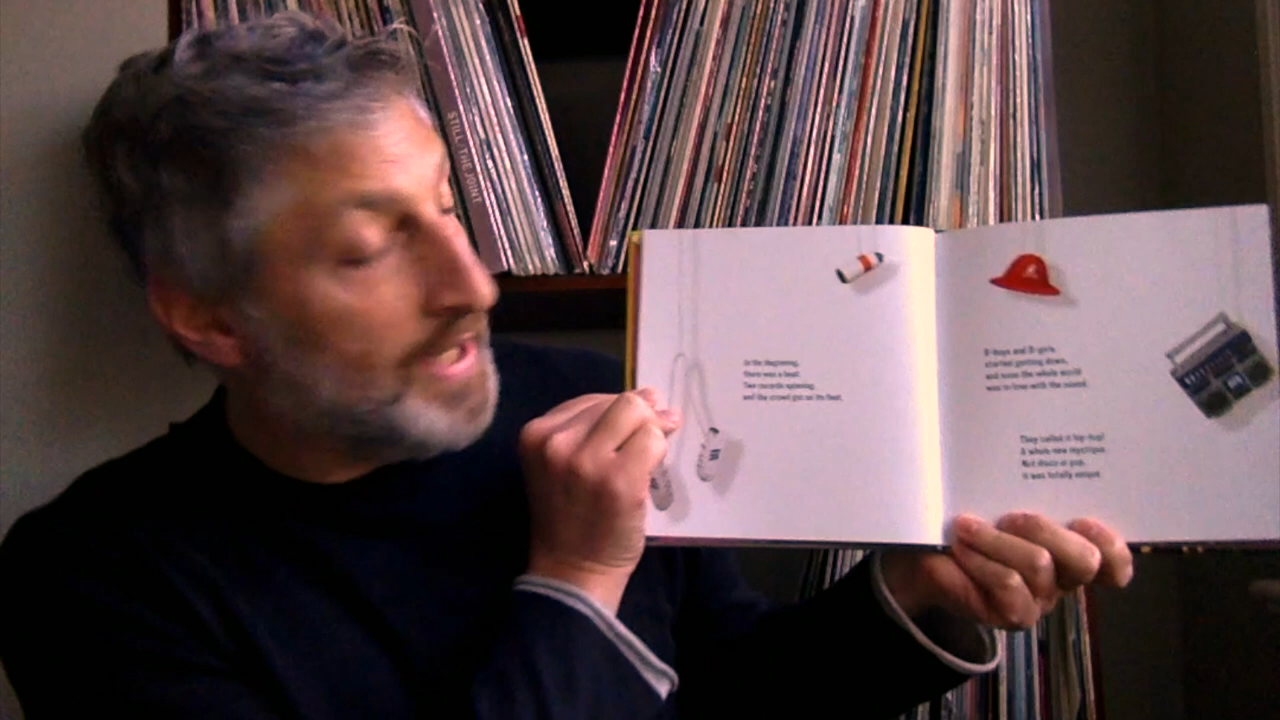 STILL THE JOINT
In the beginning,
there was a beat.
Two records spinning,
and the crowd got on its feet.
B-boys and B-girls
started getting down,
and soon the whole world
was in love with the sound.
They called it hip-hop!
A whole new mystique.
Not disco or pop,
it was totally unique.